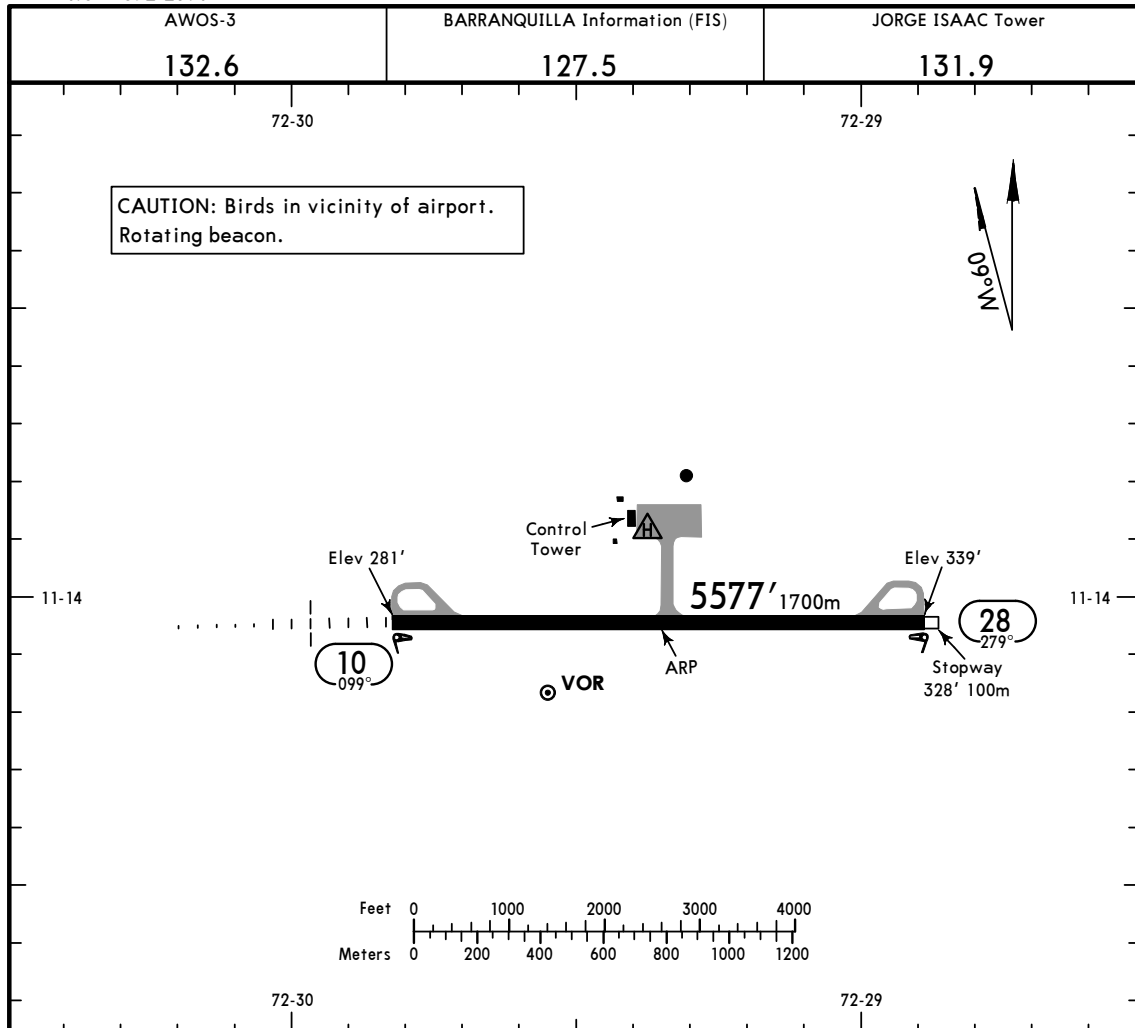 AWOS-3
132.6
BARRANQUILLA Information (FIS)
127.5
JORGE ISAAC Tower
131.9
72-30
72-29
CAUTION: Birds in vicinity of airport.
Rotating beacon.
09°W
Control
Tower
H
Elev 281'
Elev 339'
11-14
11-14
5577' 1700m
28
279°
10
099°
ARP
Stopway
328' 100m
VOR
Feet 0 1000 2000 3000 4000
Meters 0 200 400 600 800 1000 1200
72-30
72-29